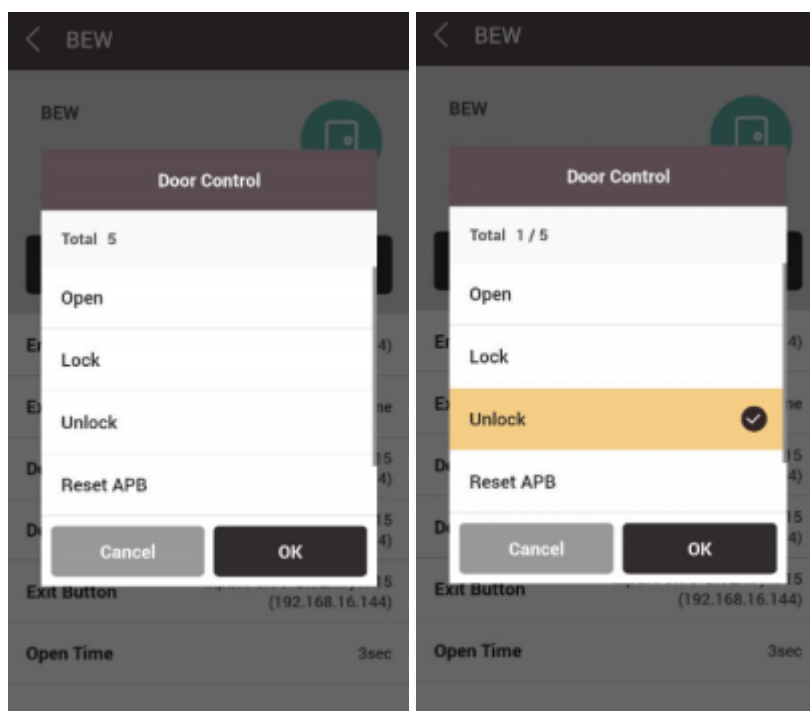 BEW
BEW
Door Control
Total 5
Open
Lock
Unlock
Reset APB
Cancel OK
Exit Button
(192.168.16.144)
Open Time 3sec
BEW
BEW
Door Control
Total 1 / 5
Open
Lock
Unlock
Reset APB
Cancel OK
Exit Button
(192.168.16.144)
Open Time 3sec